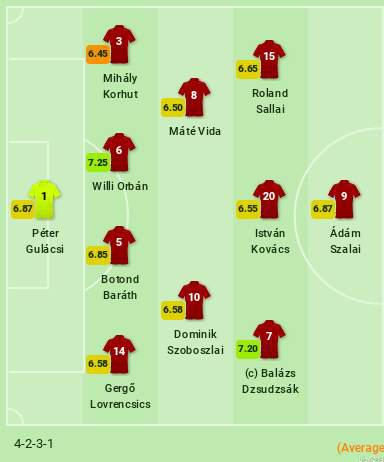 3
6.45
Mihály
Korhut
15
6.65
Roland
Sallai
8
6.50
Máté Vida
6
7.25
Willi Orbán
1
6.87
Péter
Gulácsi
20
6.55
István
Kovács
9
6.87
Ádám
Szalai
5
6.85
Botond
Baráth
10
6.58
Dominik
Szoboszlai
14
6.58
Gergő
Lovrencsics
7
7.20
(c) Balázs
Dzsudzsák
4-2-3-1
(Average